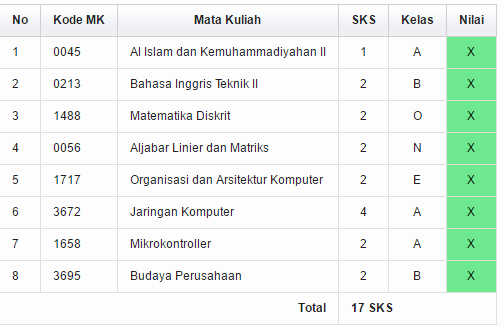 No Kode MK Mata Kuliah SKS Kelas Nilai
1 0045 Al Islam dan Kemuhammadiyahan II 1 A X
2 0213 Bahasa Inggris Teknik II 2 B X
3 1488 Matematika Diskrit 2 O X
4 0056 Aljabar Linier dan Matriks 2 N X
5 1717 Organisasi dan Arsitektur Komputer 2 E X
6 3672 Jaringan Komputer 4 A X
7 1658 Mikrokontroller 2 A X
8 3695 Budaya Perusahaan 2 B X
Total 17 SKS